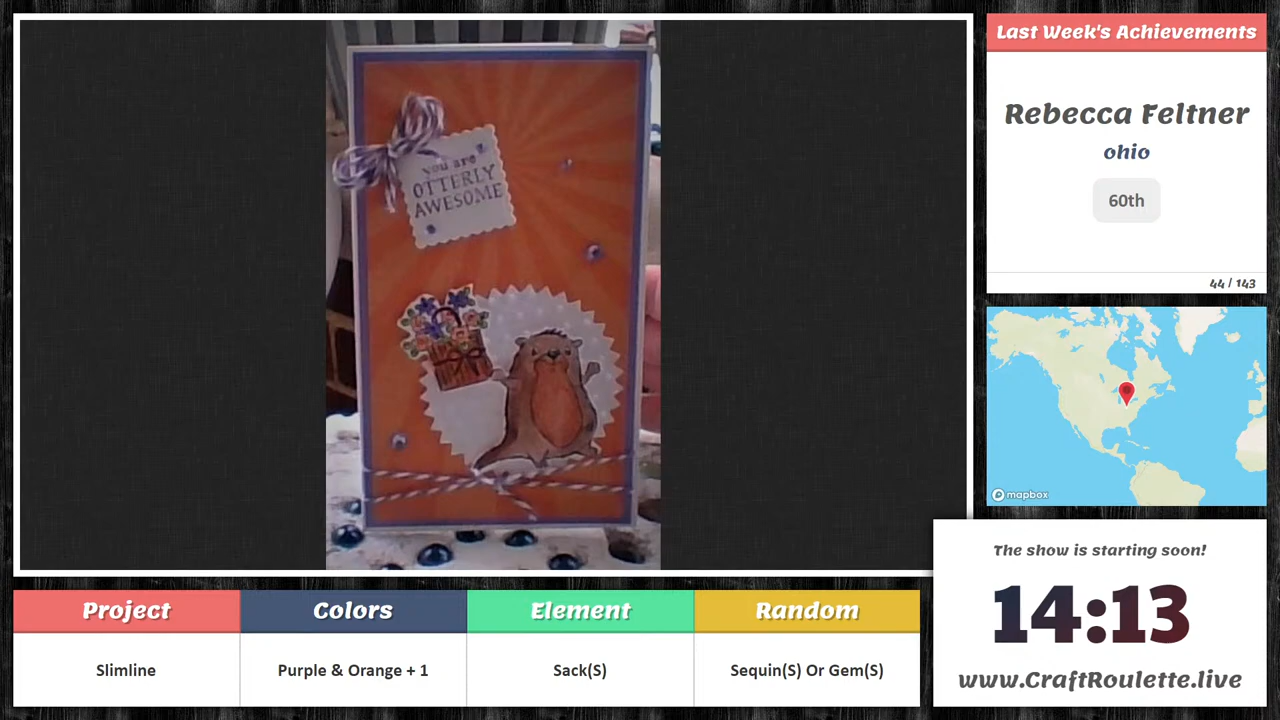 Last Week's Achievements
Rebecca Feltner
ohio
60th
44 / 143
you are
OTTERLY
AWESOME
mapbox
The show is starting soon!
14:13
www.CraftRoulette.live
Project
Colors
Element
Random
Slimline
Purple & Orange + 1
Sack(S)
Sequin(S) Or Gem(S)